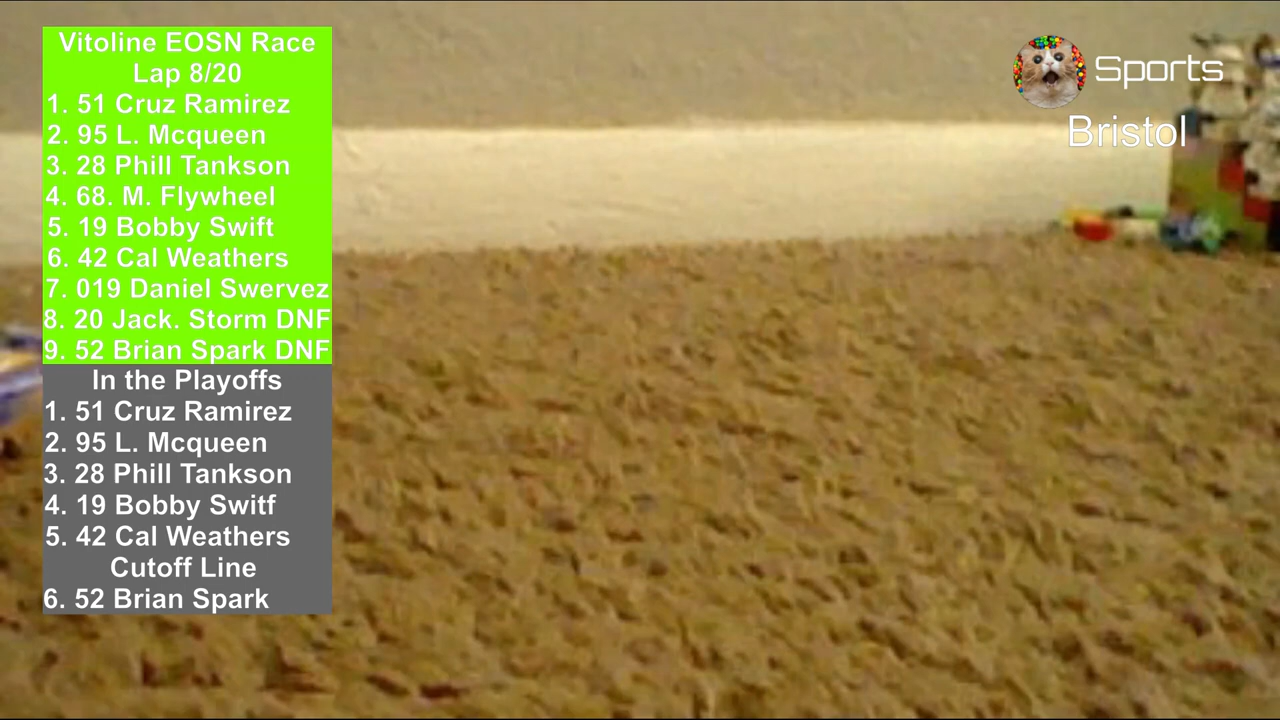 Vitoline EOSN Race
Lap 8/20
1. 51 Cruz Ramirez
2. 95 L. Mcqueen
3. 28 Phill Tankson
4. 68. M. Flywheel
5. 19 Bobby Swift
6. 42 Cal Weathers
7. 019 Daniel Swervez
8. 20 Jack. Storm DNF
9. 52 Brian Spark DNF
In the Playoffs
1. 51 Cruz Ramirez
2. 95 L. Mcqueen
3. 28 Phill Tankson
4. 19 Bobby Switf
5. 42 Cal Weathers
Cutoff Line
6. 52 Brian Spark
Sports
Bristol